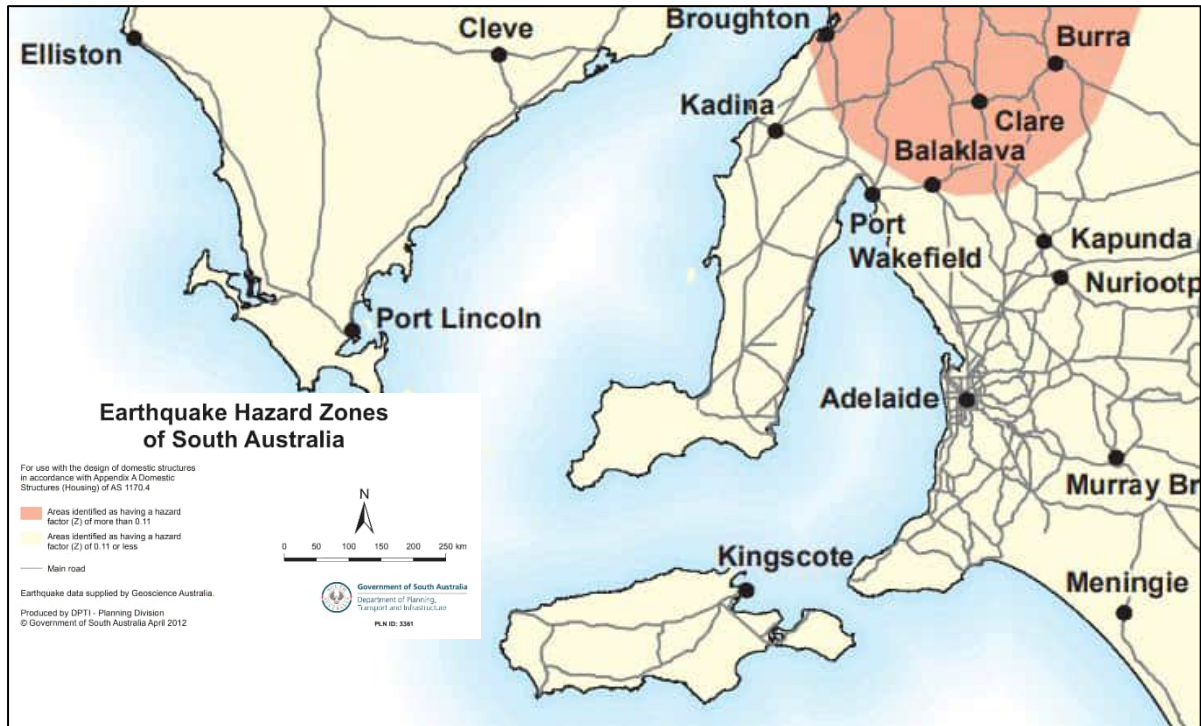 Elliston
Cleve
Broughton
Burra
Kadina
Clare
Balaklava
Port
Wakefield
Kapunda
Nuriootp
Port Lincoln
Adelaide
Murray Br
Kingscote
Meningie
Earthquake Hazard Zones
of South Australia
For use with the design of domestic structures
in accordance with Appendix A Domestic
Structures (Housing) of AS 1170.4
Areas identified as having a hazard
factor (Z) of more than 0.11
Areas identified as having a hazard
factor (Z) of 0.11 or less
Main road
Earthquake data supplied by Geoscience Australia.
Produced by DPTI - Planning Division
© Government of South Australia April 2012
N
0 50 100 150 200 250 km
Government of South Australia
Department of Planning,
Transport and Infrastructure
PLN ID: 3361